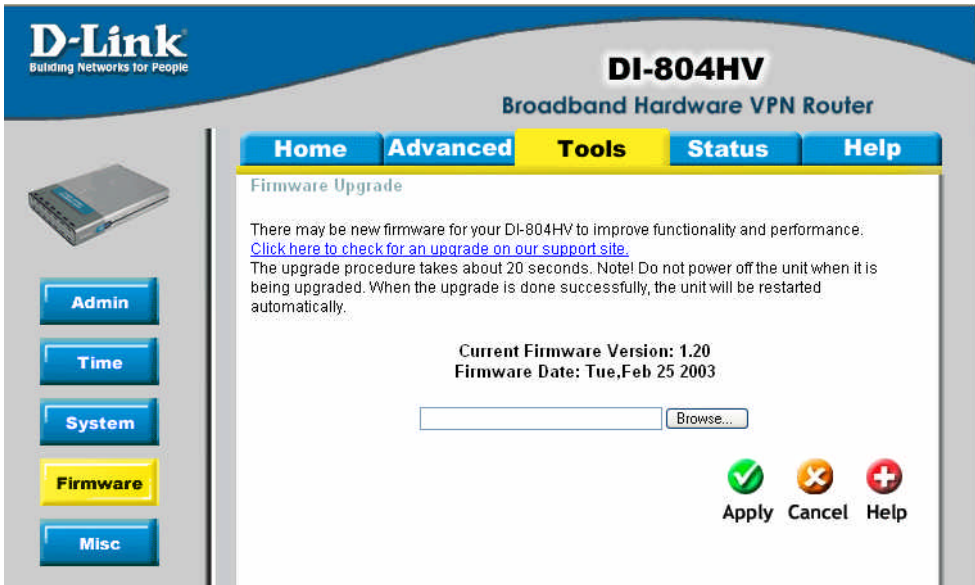 D-Link
Building Networks for People
DI-804HV
Broadband Hardware VPN Router
Home
Advanced
Tools
Status
Help
Admin
Time
System
Firmware
Misc
Firmware Upgrade
There may be new firmware for your DI-804HV to improve functionality and performance.
Click here to check for an upgrade on our support site.
The upgrade procedure takes about 20 seconds. Note! Do not power off the unit when it is
being upgraded. When the upgrade is done successfully, the unit will be restarted
automatically.
Current Firmware Version: 1.20
Firmware Date: Tue,Feb 25 2003
Browse...
Apply
Cancel
Help